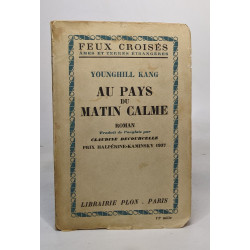 FEUX CROISÉS
AMES ET TERRES ÉTRANGÈRES
YOUNGHILL KANG
AU PAYS
DU
MATIN CALME
ROMAN
Traduit de l'anglais par
CLAUDINE DECOURCELLE
PRIX HALPÉRINE-KAMINSKY 1937
LIBRAIRIE PLON - PARIS